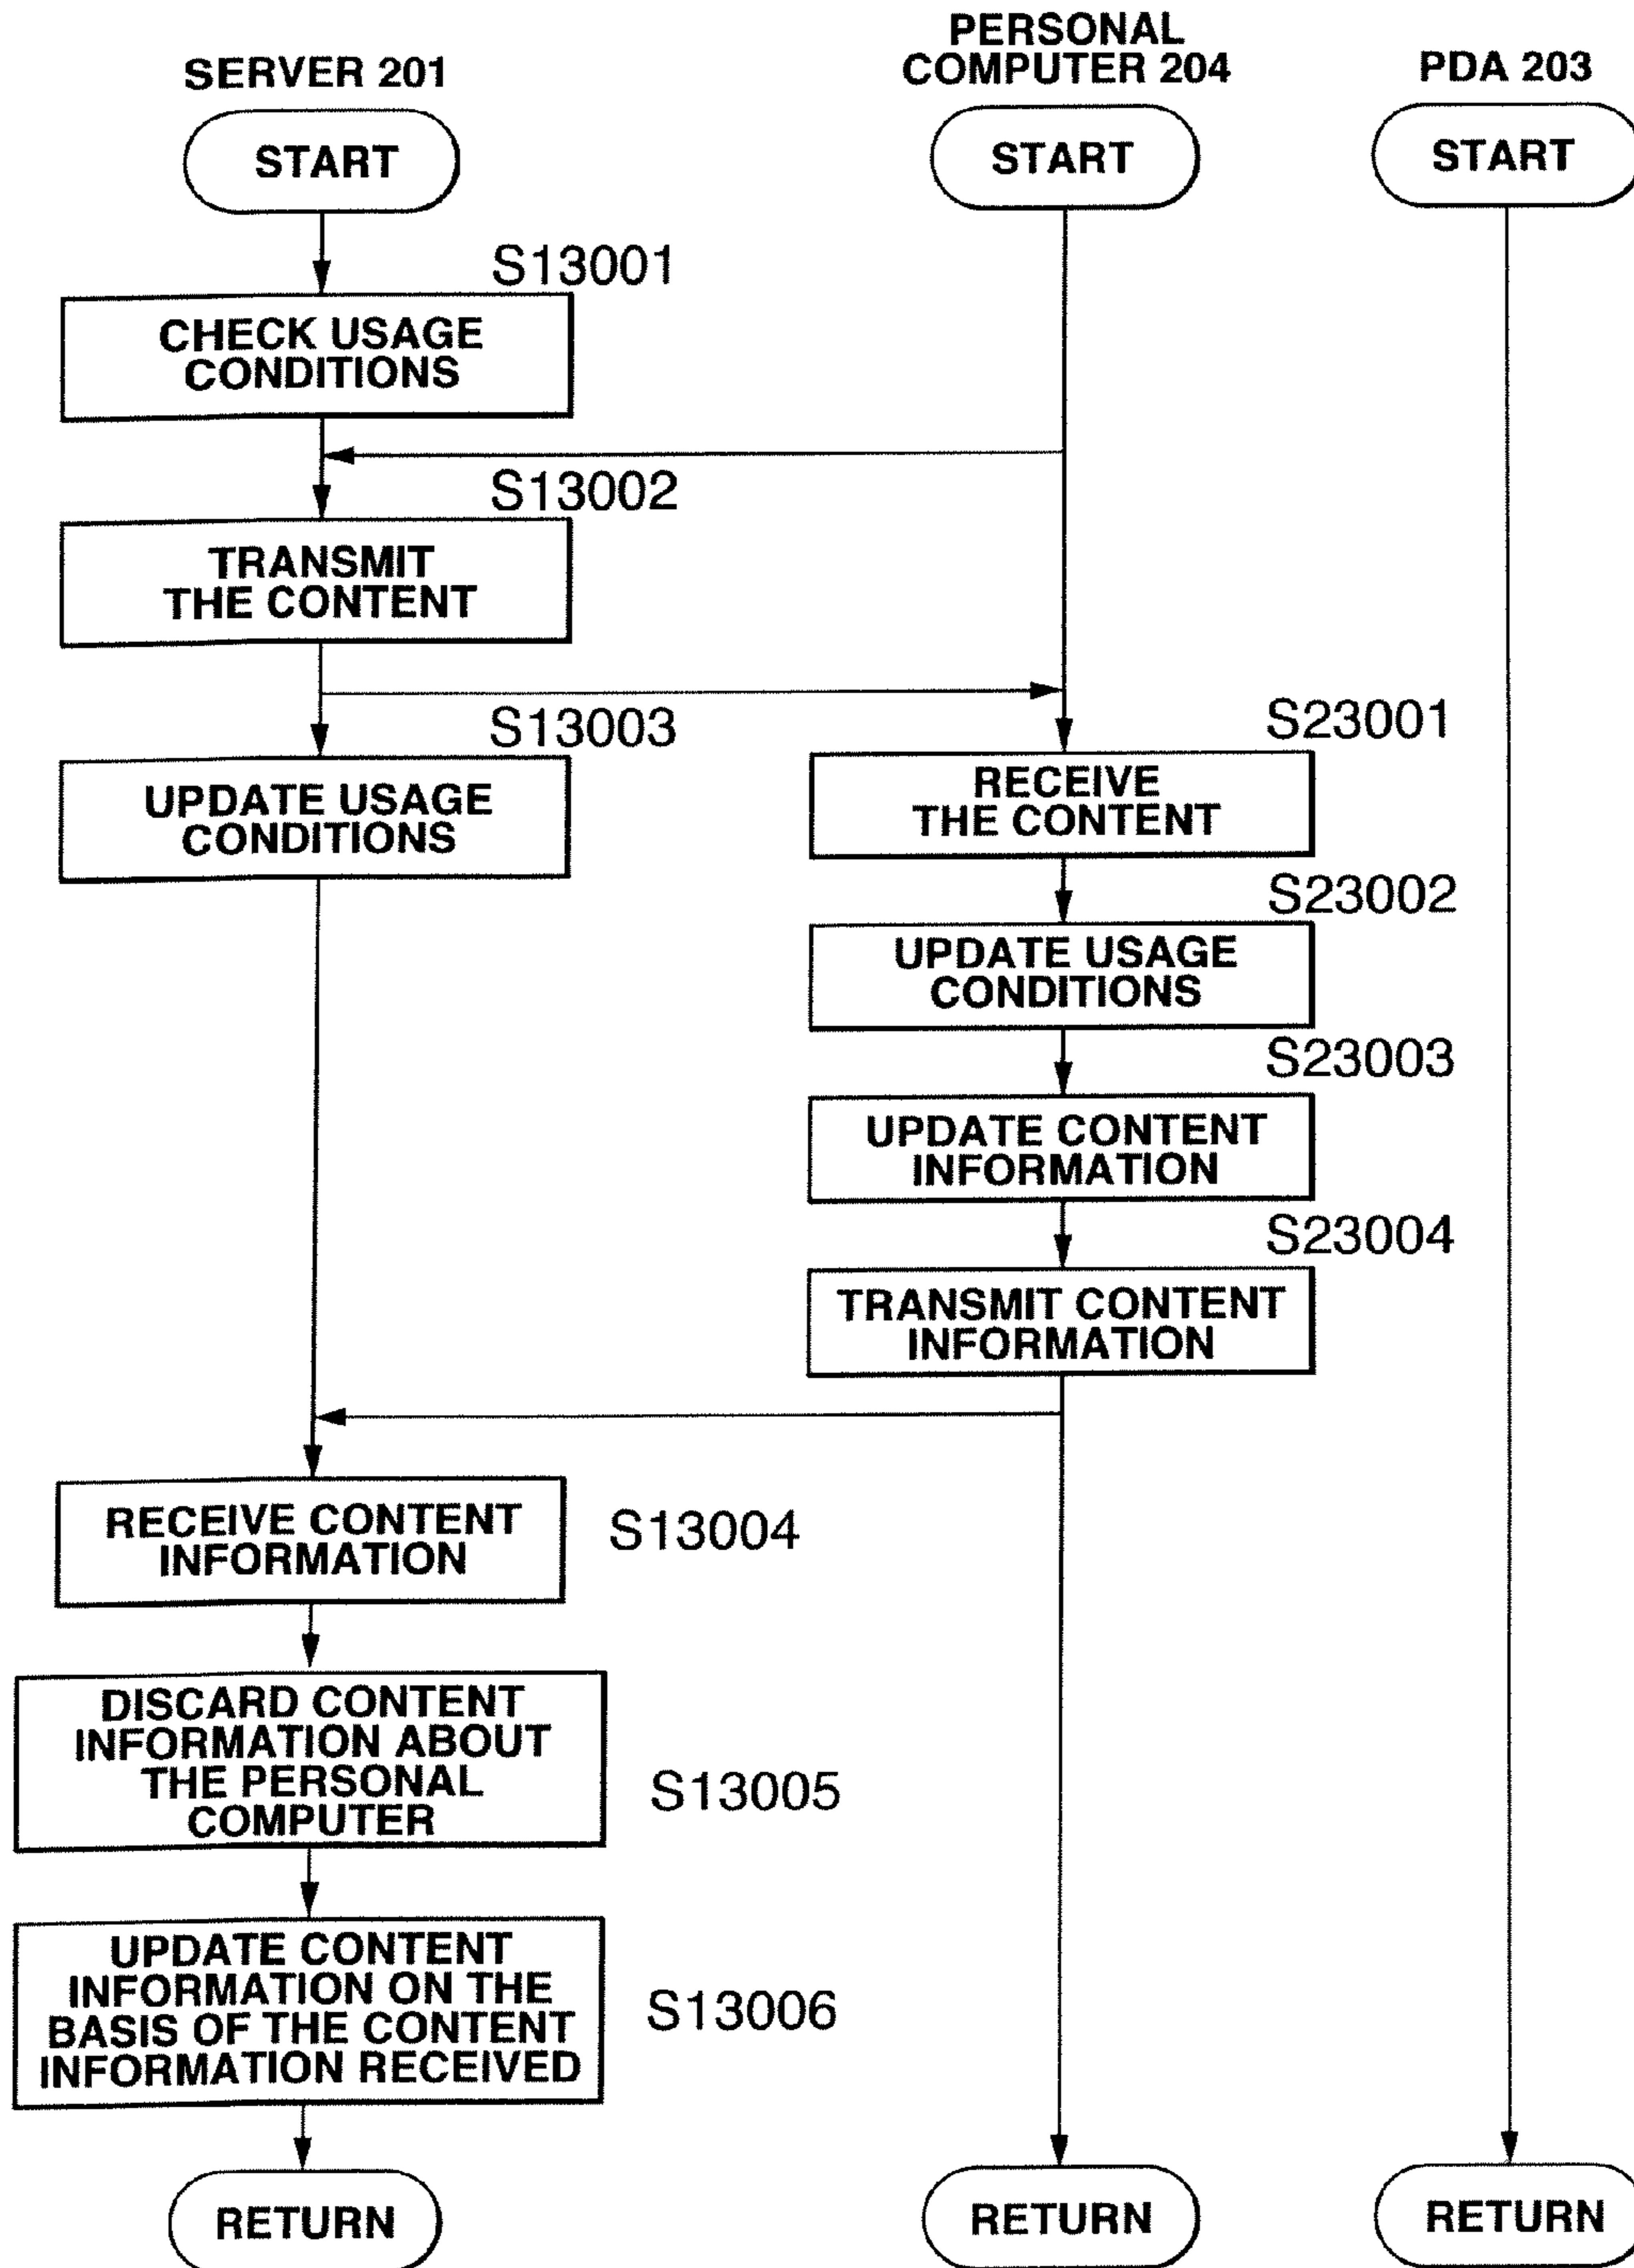 SERVER 201
PERSONAL
COMPUTER 204
PDA 203
START
START
START
S13001
CHECK USAGE
CONDITIONS
S13002
TRANSMIT
THE CONTENT
S13003
UPDATE USAGE
CONDITIONS
S23001
RECEIVE
THE CONTENT
S23002
UPDATE USAGE
CONDITIONS
S23003
UPDATE CONTENT
INFORMATION
S23004
TRANSMIT CONTENT
INFORMATION
RECEIVE CONTENT
INFORMATION
S13004
DISCARD CONTENT
INFORMATION ABOUT
THE PERSONAL
COMPUTER
S13005
UPDATE CONTENT
INFORMATION ON THE
BASIS OF THE CONTENT
INFORMATION RECEIVED
S13006
RETURN
RETURN
RETURN